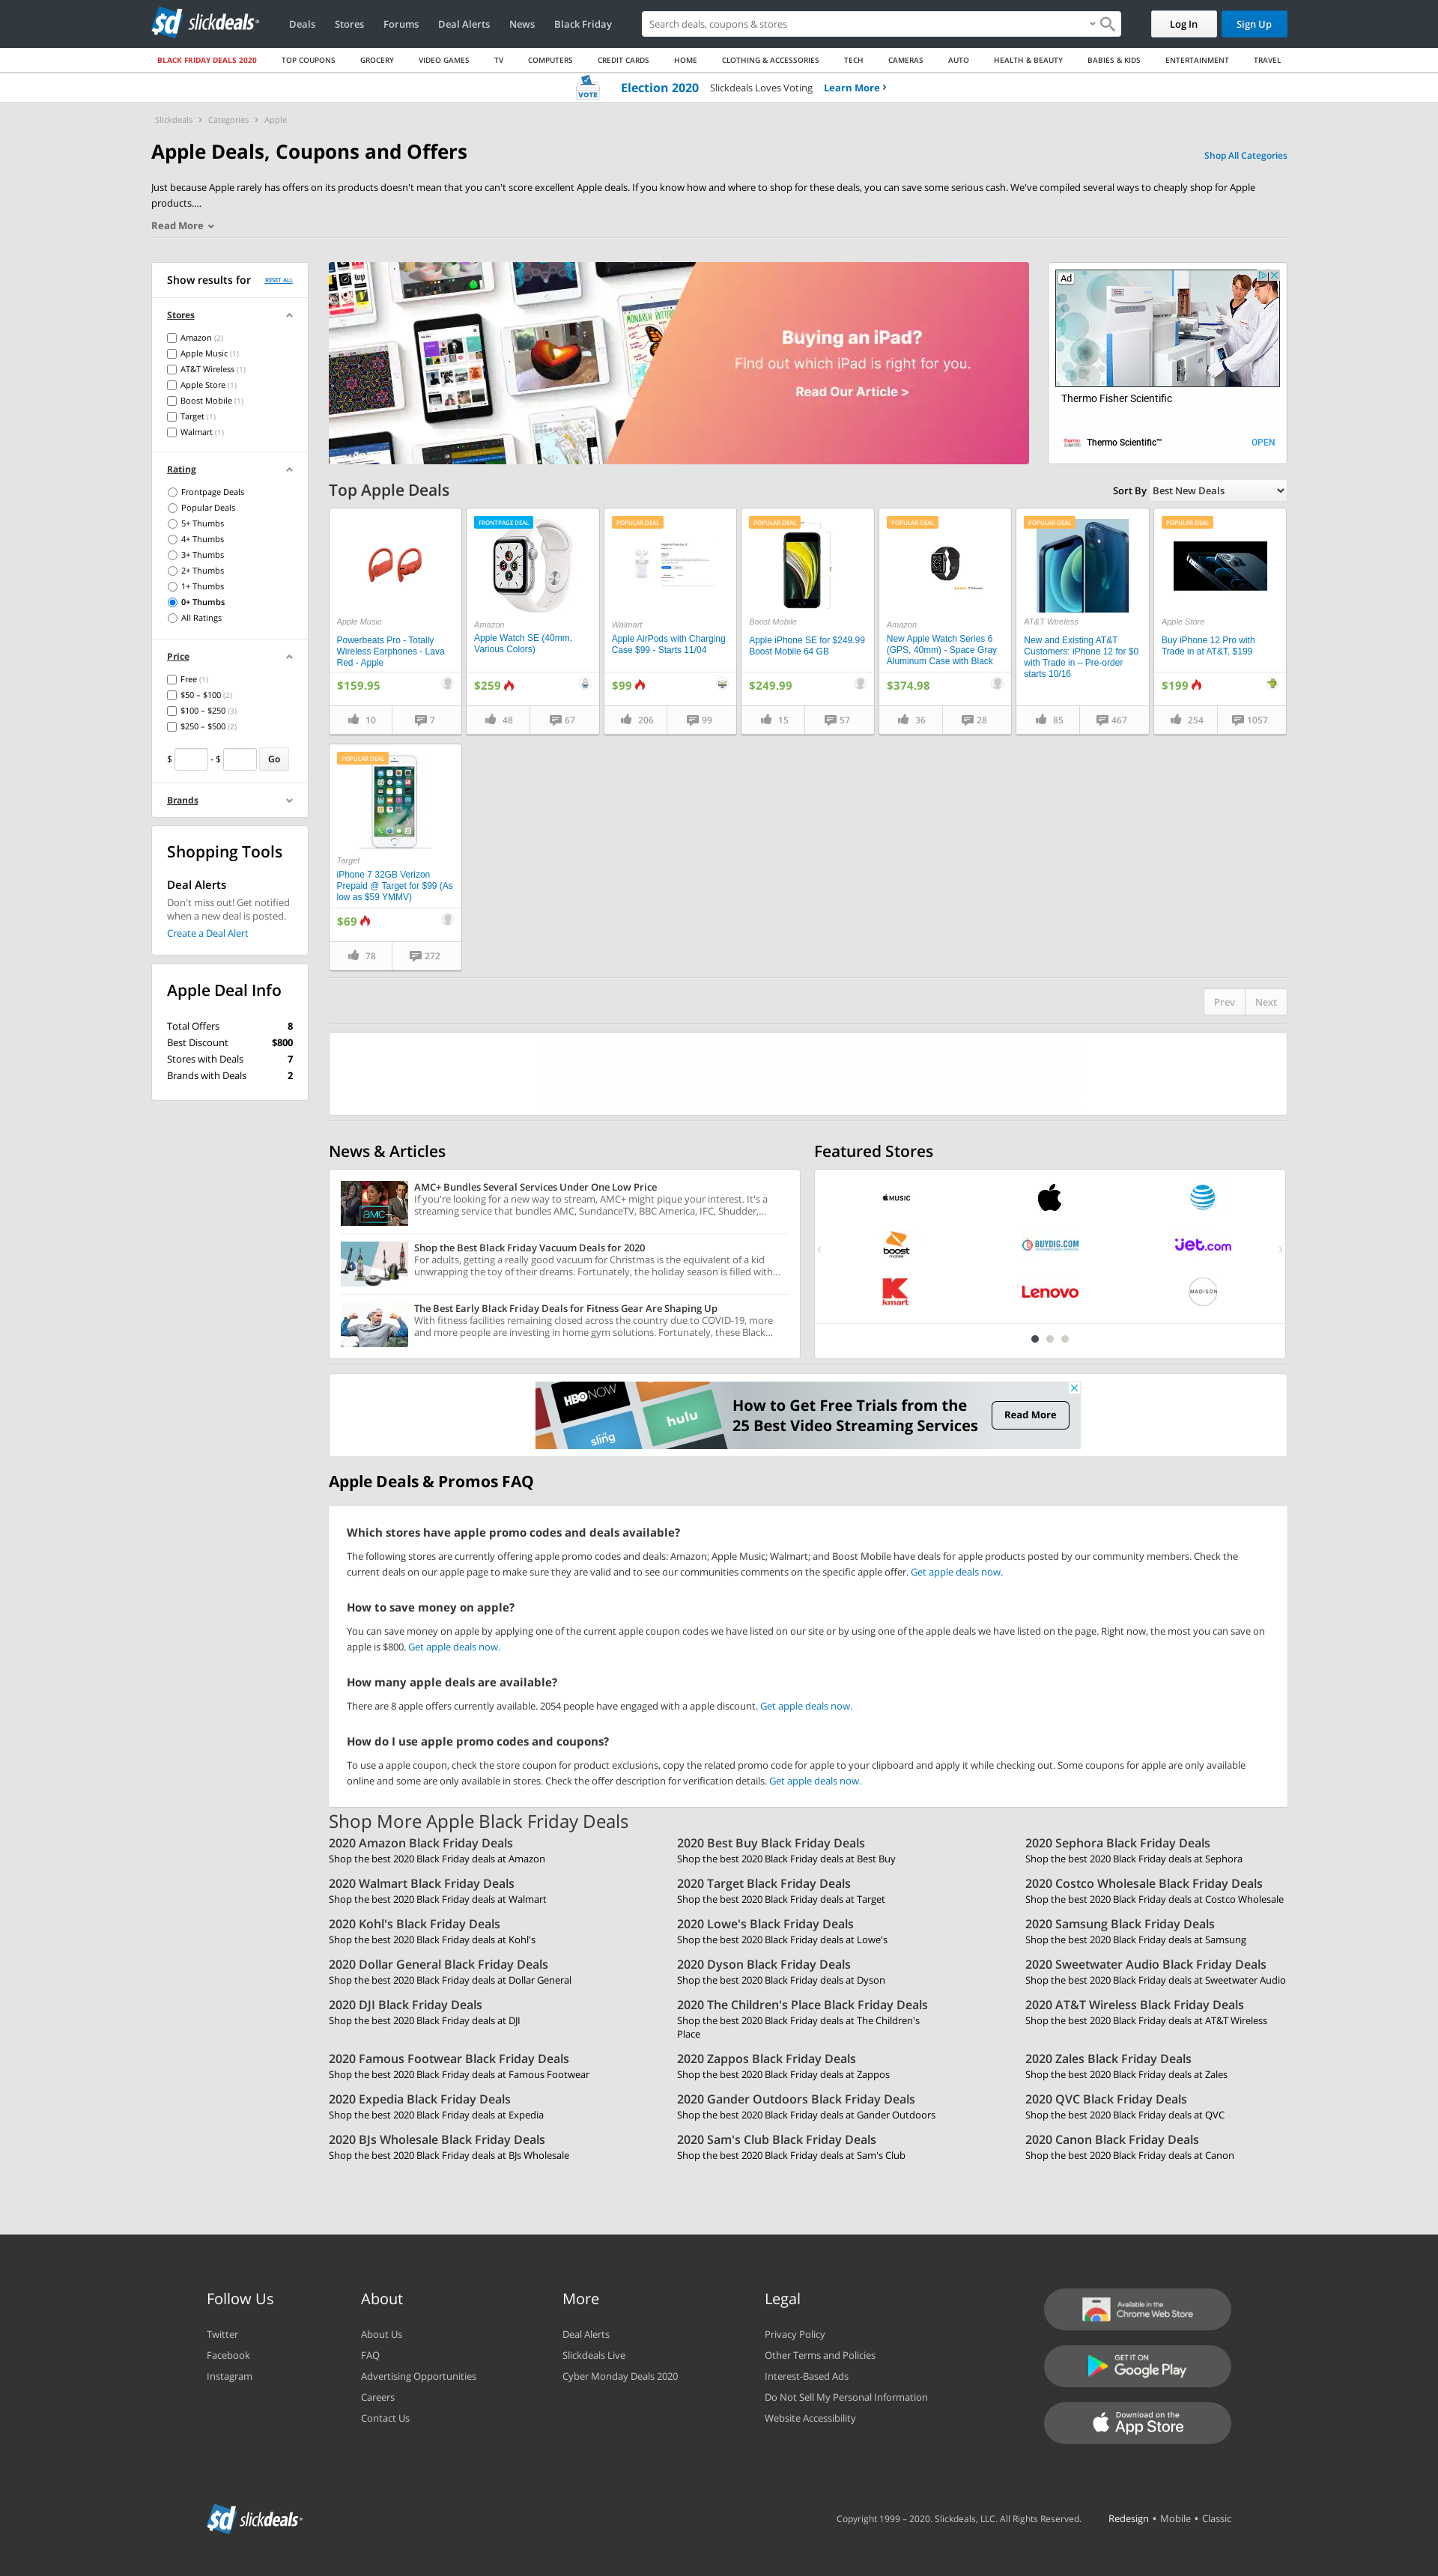 slickdeals
Deals Stores Forums Deal Alerts News Black Friday
Search deals, coupons & stores
Log In Sign Up
BLACK FRIDAY DEALS 2020 TOP COUPONS GROCERY VIDEO GAMES TV COMPUTERS CREDIT CARDS HOME CLOTHING & ACCESSORIES TECH CAMERAS AUTO HEALTH & BEAUTY BABIES & KIDS ENTERTAINMENT TRAVEL
VOTE Election 2020 Slickdeals Loves Voting Learn More
Slickdeals Categories Apple
Apple Deals, Coupons and Offers
Shop All Categories
Just because Apple rarely has offers on its products doesn't mean that you can't score excellent Apple deals. If you know how and where to shop for these deals, you can save some serious cash. We've compiled several ways to cheaply shop for Apple
products....
Read More
Show results for RESET ALL
Stores
Amazon (2)
Apple Music (1)
AT&T Wireless (1)
Apple Store (1)
Boost Mobile (1)
Target (1)
Walmart (1)
Rating
Frontpage Deals
Popular Deals
5+ Thumbs
4+ Thumbs
3+ Thumbs
2+ Thumbs
1+ Thumbs
0+ Thumbs
All Ratings
Price
Free (1)
$50 – $100 (2)
$100 – $250 (3)
$250 – $500 (2)
$ - $ Go
Brands
Shopping Tools
Deal Alerts
Don't miss out! Get notified
when a new deal is posted.
Create a Deal Alert
Apple Deal Info
Total Offers 8
Best Discount $800
Stores with Deals 7
Brands with Deals 2
Buying an iPad?
Find out which iPad is right for you.
Read Our Article >
Ad
Thermo Fisher Scientific
Thermo Scientific™ OPEN
Top Apple Deals
Sort By Best New Deals
Apple Music
Powerbeats Pro - Totally
Wireless Earphones - Lava
Red - Apple
$159.95
10 7
FRONTPAGE DEAL
Amazon
Apple Watch SE (40mm,
Various Colors)
$259
48 67
POPULAR DEAL
Walmart
Apple AirPods with Charging
Case $99 - Starts 11/04
$99
206 99
POPULAR DEAL
Boost Mobile
Apple iPhone SE for $249.99
Boost Mobile 64 GB
$249.99
15 57
POPULAR DEAL
Amazon
New Apple Watch Series 6
(GPS, 40mm) - Space Gray
Aluminum Case with Black
$374.98
36 28
POPULAR DEAL
AT&T Wireless
New and Existing AT&T
Customers: iPhone 12 for $0
with Trade in – Pre-order
starts 10/16
85 467
POPULAR DEAL
Apple Store
Buy iPhone 12 Pro with
Trade in at AT&T, $199
$199
254 1057
POPULAR DEAL
Target
iPhone 7 32GB Verizon
Prepaid @ Target for $99 (As
low as $59 YMMV)
$69
78 272
Prev Next
News & Articles
AMC+ Bundles Several Services Under One Low Price
If you're looking for a new way to stream, AMC+ might pique your interest. It's a
streaming service that bundles AMC, SundanceTV, BBC America, IFC, Shudder,...
Shop the Best Black Friday Vacuum Deals for 2020
For adults, getting a really good vacuum for Christmas is the equivalent of a kid
unwrapping the toy of their dreams. Fortunately, the holiday season is filled with...
The Best Early Black Friday Deals for Fitness Gear Are Shaping Up
With fitness facilities remaining closed across the country due to COVID-19, more
and more people are investing in home gym solutions. Fortunately, these Black...
Featured Stores
MUSIC
boost mobile BUYDIG.COM jet.com
kmart Lenovo MADISON
HBO NOW sling hulu
How to Get Free Trials from the
25 Best Video Streaming Services
Read More
Apple Deals & Promos FAQ
Which stores have apple promo codes and deals available?
The following stores are currently offering apple promo codes and deals: Amazon; Apple Music; Walmart; and Boost Mobile have deals for apple products posted by our community members. Check the
current deals on our apple page to make sure they are valid and to see our communities comments on the specific apple offer. Get apple deals now.
How to save money on apple?
You can save money on apple by applying one of the current apple coupon codes we have listed on our site or by using one of the apple deals we have listed on the page. Right now, the most you can save on
apple is $800. Get apple deals now.
How many apple deals are available?
There are 8 apple offers currently available. 2054 people have engaged with a apple discount. Get apple deals now.
How do I use apple promo codes and coupons?
To use a apple coupon, check the store coupon for product exclusions, copy the related promo code for apple to your clipboard and apply it while checking out. Some coupons for apple are only available
online and some are only available in stores. Check the offer description for verification details. Get apple deals now.
Shop More Apple Black Friday Deals
2020 Amazon Black Friday Deals 2020 Best Buy Black Friday Deals 2020 Sephora Black Friday Deals
Shop the best 2020 Black Friday deals at Amazon Shop the best 2020 Black Friday deals at Best Buy Shop the best 2020 Black Friday deals at Sephora
2020 Walmart Black Friday Deals 2020 Target Black Friday Deals 2020 Costco Wholesale Black Friday Deals
Shop the best 2020 Black Friday deals at Walmart Shop the best 2020 Black Friday deals at Target Shop the best 2020 Black Friday deals at Costco Wholesale
2020 Kohl's Black Friday Deals 2020 Lowe's Black Friday Deals 2020 Samsung Black Friday Deals
Shop the best 2020 Black Friday deals at Kohl's Shop the best 2020 Black Friday deals at Lowe's Shop the best 2020 Black Friday deals at Samsung
2020 Dollar General Black Friday Deals 2020 Dyson Black Friday Deals 2020 Sweetwater Audio Black Friday Deals
Shop the best 2020 Black Friday deals at Dollar General Shop the best 2020 Black Friday deals at Dyson Shop the best 2020 Black Friday deals at Sweetwater Audio
2020 DJI Black Friday Deals 2020 The Children's Place Black Friday Deals 2020 AT&T Wireless Black Friday Deals
Shop the best 2020 Black Friday deals at DJI Shop the best 2020 Black Friday deals at The Children's Shop the best 2020 Black Friday deals at AT&T Wireless
Place
2020 Famous Footwear Black Friday Deals 2020 Zappos Black Friday Deals 2020 Zales Black Friday Deals
Shop the best 2020 Black Friday deals at Famous Footwear Shop the best 2020 Black Friday deals at Zappos Shop the best 2020 Black Friday deals at Zales
2020 Expedia Black Friday Deals 2020 Gander Outdoors Black Friday Deals 2020 QVC Black Friday Deals
Shop the best 2020 Black Friday deals at Expedia Shop the best 2020 Black Friday deals at Gander Outdoors Shop the best 2020 Black Friday deals at QVC
2020 BJs Wholesale Black Friday Deals 2020 Sam's Club Black Friday Deals 2020 Canon Black Friday Deals
Shop the best 2020 Black Friday deals at BJs Wholesale Shop the best 2020 Black Friday deals at Sam's Club Shop the best 2020 Black Friday deals at Canon
Follow Us
Twitter
Facebook
Instagram
About
About Us
FAQ
Advertising Opportunities
Careers
Contact Us
More
Deal Alerts
Slickdeals Live
Cyber Monday Deals 2020
Legal
Privacy Policy
Other Terms and Policies
Interest-Based Ads
Do Not Sell My Personal Information
Website Accessibility
Available in the
Chrome Web Store
GET IT ON
Google Play
Download on the
App Store
slickdeals
Copyright 1999 – 2020. Slickdeals, LLC. All Rights Reserved. Redesign • Mobile • Classic